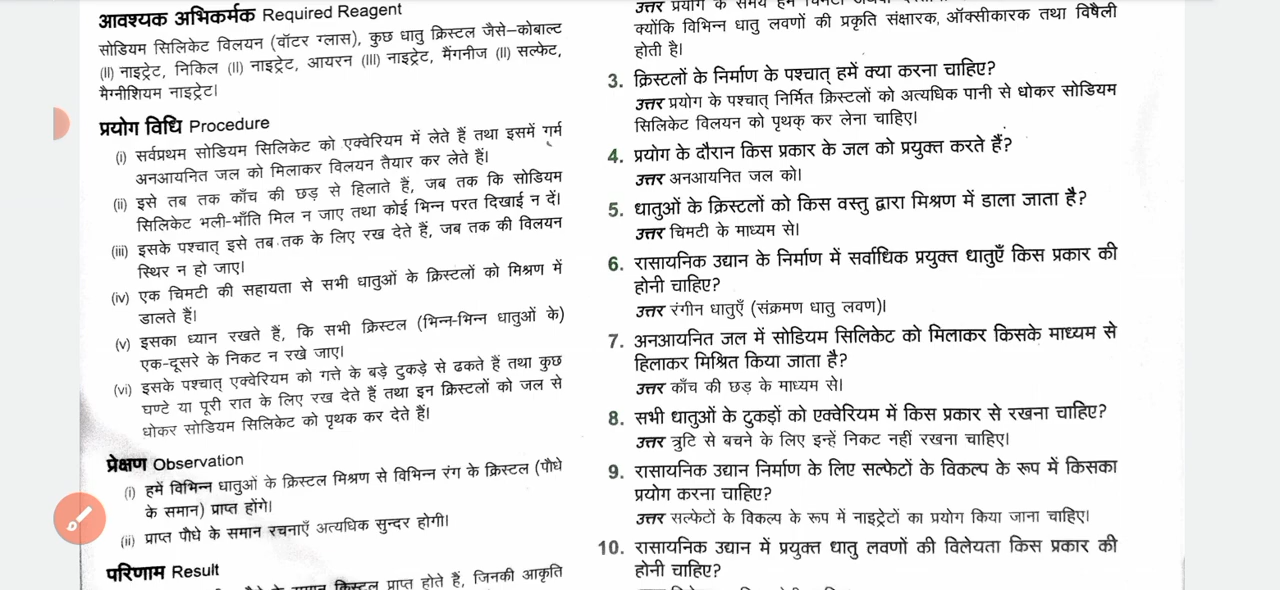 आवश्यक अभिकर्मक Required Reagent
सोडियम सिलिकेट विलयन (वॉटर ग्लास), कुछ धातु क्रिस्टल जैसे–कोबाल्ट
(II) नाइट्रेट, निकिल (II) नाइट्रेट, आयरन (III) नाइट्रेट, मैंगनीज (II) सल्फेट,
मैग्नीशियम नाइट्रेट।
प्रयोग विधि Procedure
(i) सर्वप्रथम सोडियम सिलिकेट को एक्वेरियम में लेते हैं तथा इसमें गर्म
अनआयनित जल को मिलाकर विलयन तैयार कर लेते हैं।
(ii) इसे तब तक काँच की छड़ से हिलाते हैं, जब तक कि सोडियम
सिलिकेट भली-भाँति मिल न जाए तथा कोई भिन्न परत दिखाई न दें।
(iii) इसके पश्चात् इसे तब तक के लिए रख देते हैं, जब तक की विलयन
स्थिर न हो जाए।
(iv) एक चिमटी की सहायता से सभी धातुओं के क्रिस्टलों को मिश्रण में
डालते हैं।
(v) इसका ध्यान रखते हैं, कि सभी क्रिस्टल (भिन्न-भिन्न धातुओं के)
एक-दूसरे के निकट न रखे जाए।
(vi) इसके पश्चात् एक्वेरियम को गत्ते के बड़े टुकड़े से ढकते हैं तथा कुछ
घण्टे या पूरी रात के लिए रख देते हैं तथा इन क्रिस्टलों को जल से
धोकर सोडियम सिलिकेट को पृथक कर देते हैं।
प्रेक्षण Observation
(i) हमें विभिन्न धातुओं के क्रिस्टल मिश्रण से विभिन्न रंग के क्रिस्टल (पौधे
के समान) प्राप्त होंगे।
(ii) प्राप्त पौधे के समान रचनाएँ अत्यधिक सुन्दर होगी।
परिणाम Result
के समान क्रिस्टल प्राप्त होते हैं, जिनकी आकृति
उत्तर प्रयोग के समय हम चिमटी
क्योंकि विभिन्न धातु लवणों की प्रकृति संक्षारक, ऑक्सीकारक तथा विषैली
होती है।
3. क्रिस्टलों के निर्माण के पश्चात् हमें क्या करना चाहिए?
उत्तर प्रयोग के पश्चात् निर्मित क्रिस्टलों को अत्यधिक पानी से धोकर सोडियम
सिलिकेट विलयन को पृथक् कर लेना चाहिए।
4. प्रयोग के दौरान किस प्रकार के जल को प्रयुक्त करते हैं?
उत्तर अनआयनित जल को।
5. धातुओं के क्रिस्टलों को किस वस्तु द्वारा मिश्रण में डाला जाता है?
उत्तर चिमटी के माध्यम से।
6. रासायनिक उद्यान के निर्माण में सर्वाधिक प्रयुक्त धातुएँ किस प्रकार की
होनी चाहिए?
उत्तर रंगीन धातुएँ (संक्रमण धातु लवण)।
7. अनआयनित जल में सोडियम सिलिकेट को मिलाकर किसके माध्यम से
हिलाकर मिश्रित किया जाता है?
उत्तर काँच की छड़ के माध्यम से।
8. सभी धातुओं के टुकड़ों को एक्वेरियम में किस प्रकार से रखना चाहिए?
उत्तर त्रुटि से बचने के लिए इन्हें निकट नहीं रखना चाहिए।
9. रासायनिक उद्यान निर्माण के लिए सल्फेटों के विकल्प के रूप में किसका
प्रयोग करना चाहिए?
उत्तर सल्फेटों के विकल्प के रूप में नाइट्रेटों का प्रयोग किया जाना चाहिए।
10. रासायनिक उद्यान में प्रयुक्त धातु लवणों की विलेयता किस प्रकार की
होनी चाहिए?